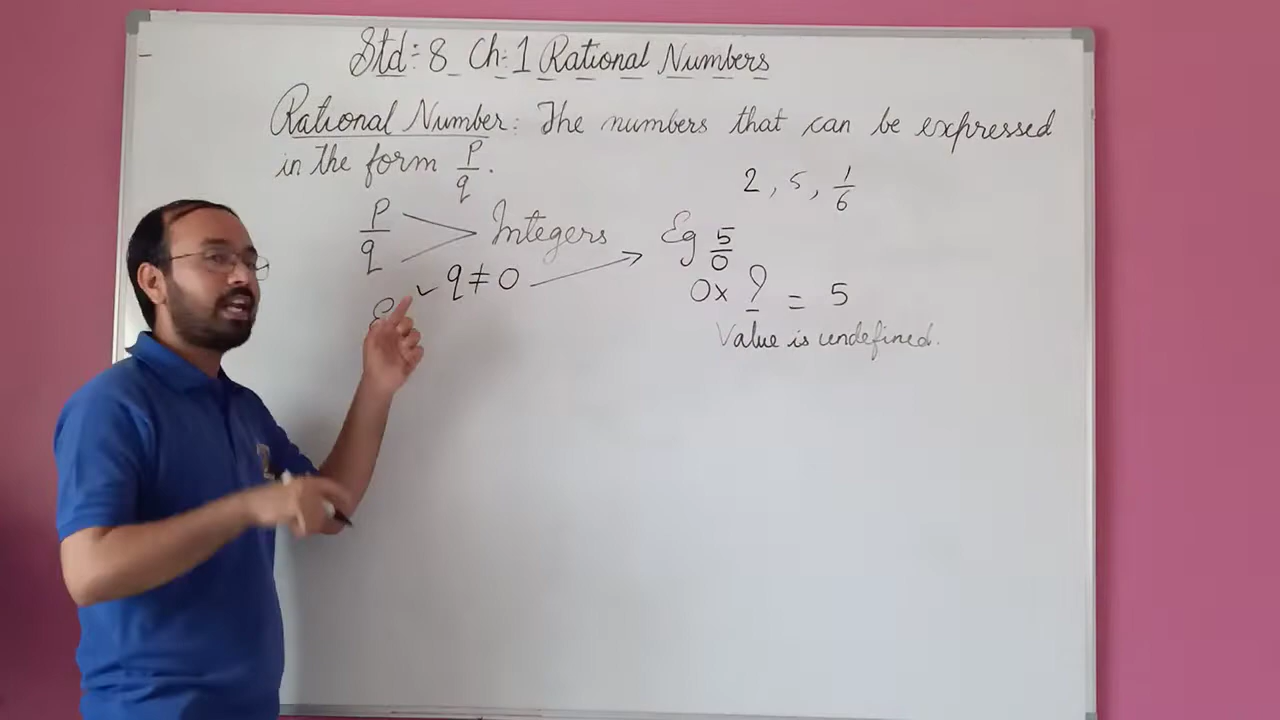 Std:- 8 Ch:1 Rational Numbers
Rational Number: The numbers that can be expressed
in the form p/q.
2, 5, 1/6
p/q Integers
Eg 5/0
q ≠ 0
0x ? = 5
Value is undefined.